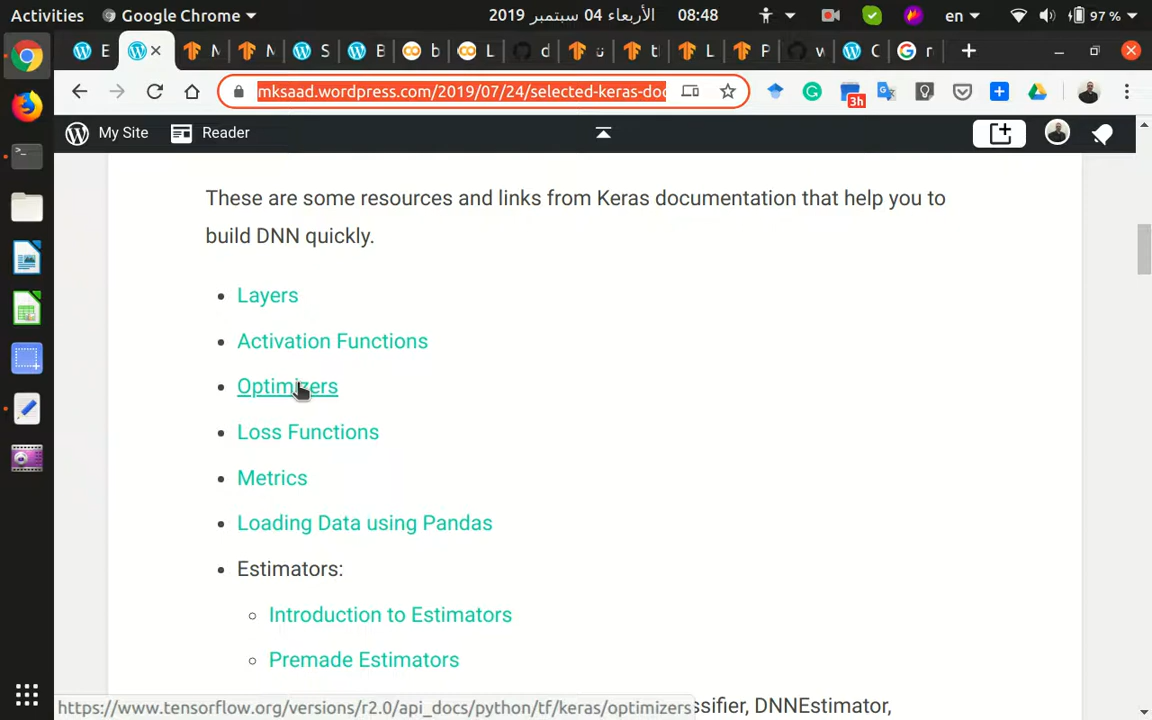 Activities
Google Chrome
الأربعاء 04 سبتمبر 2019
08:48
en
97 %
E
M
M
S
B
b
L
d
t
L
P
v
C
r
mksaad.wordpress.com/2019/07/24/selected-keras-doc
3h
My Site
Reader
These are some resources and links from Keras documentation that help you to
build DNN quickly.
Layers
Activation Functions
Optimizers
Loss Functions
Metrics
Loading Data using Pandas
Estimators:
Introduction to Estimators
Premade Estimators
https://www.tensorflow.org/versions/r2.0/api_docs/python/tf/keras/optimizers
ssifier, DNNEstimator,